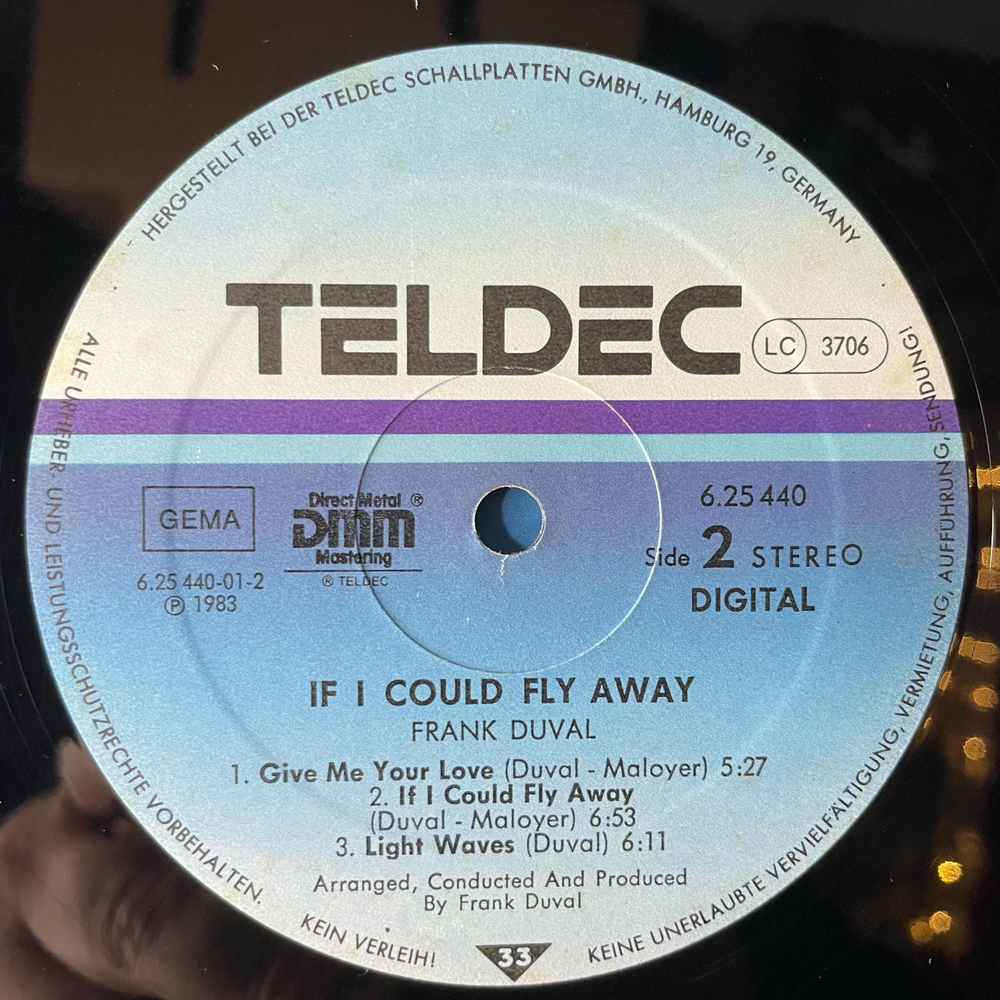 HERGESTELLT BEI DER TELDEC SCHALLPLATTEN GMBH., HAMBURG 19, GERMANY
TELDEC
LC 3706
GEMA
6.25 440-01-2
℗ 1983
Direct Metal ®
DMM
Mastering
® TELDEC
6.25 440
Side 2 STEREO
DIGITAL
IF I COULD FLY AWAY
FRANK DUVAL
1. Give Me Your Love (Duval - Maloyer) 5:27
2. If I Could Fly Away
(Duval - Maloyer) 6:53
3. Light Waves (Duval) 6:11
Arranged, Conducted And Produced
By Frank Duval
33
ALLE URHEBER- UND LEISTUNGSSCHUTZRECHTE VORBEHALTEN. KEIN VERLEIH! KEINE UNERLAUBTE VERVIELFÄLTIGUNG, VERMIETUNG, AUFFÜHRUNG, SENDUNG!